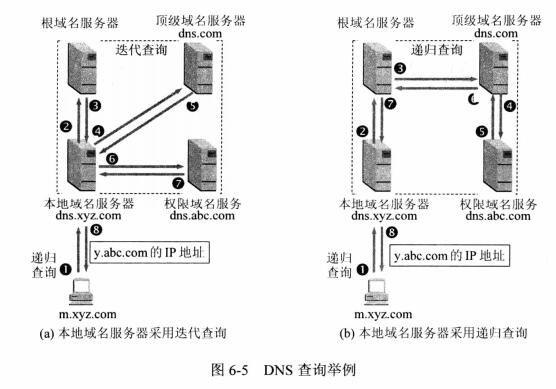 根域名服务器
顶级域名服务器
dns.com
迭代查询
❸
❷
❹
❺
❻
❼
本地域名服务器
dns.xyz.com
权限域名服务
dns.abc.com
❽
递归
查询
❶
y.abc.com 的 IP 地址
m.xyz.com
(a) 本地域名服务器采用迭代查询
根域名服务器
顶级域名服务器
dns.com
递归查询
❸
❼
❹
❷
❺
本地域名服务器
dns.xyz.com
权限域名服务
dns.abc.com
❽
递归
查询
❶
y.abc.com 的 IP 地址
m.xyz.com
(b) 本地域名服务器采用递归查询
图 6-5 DNS 查询举例